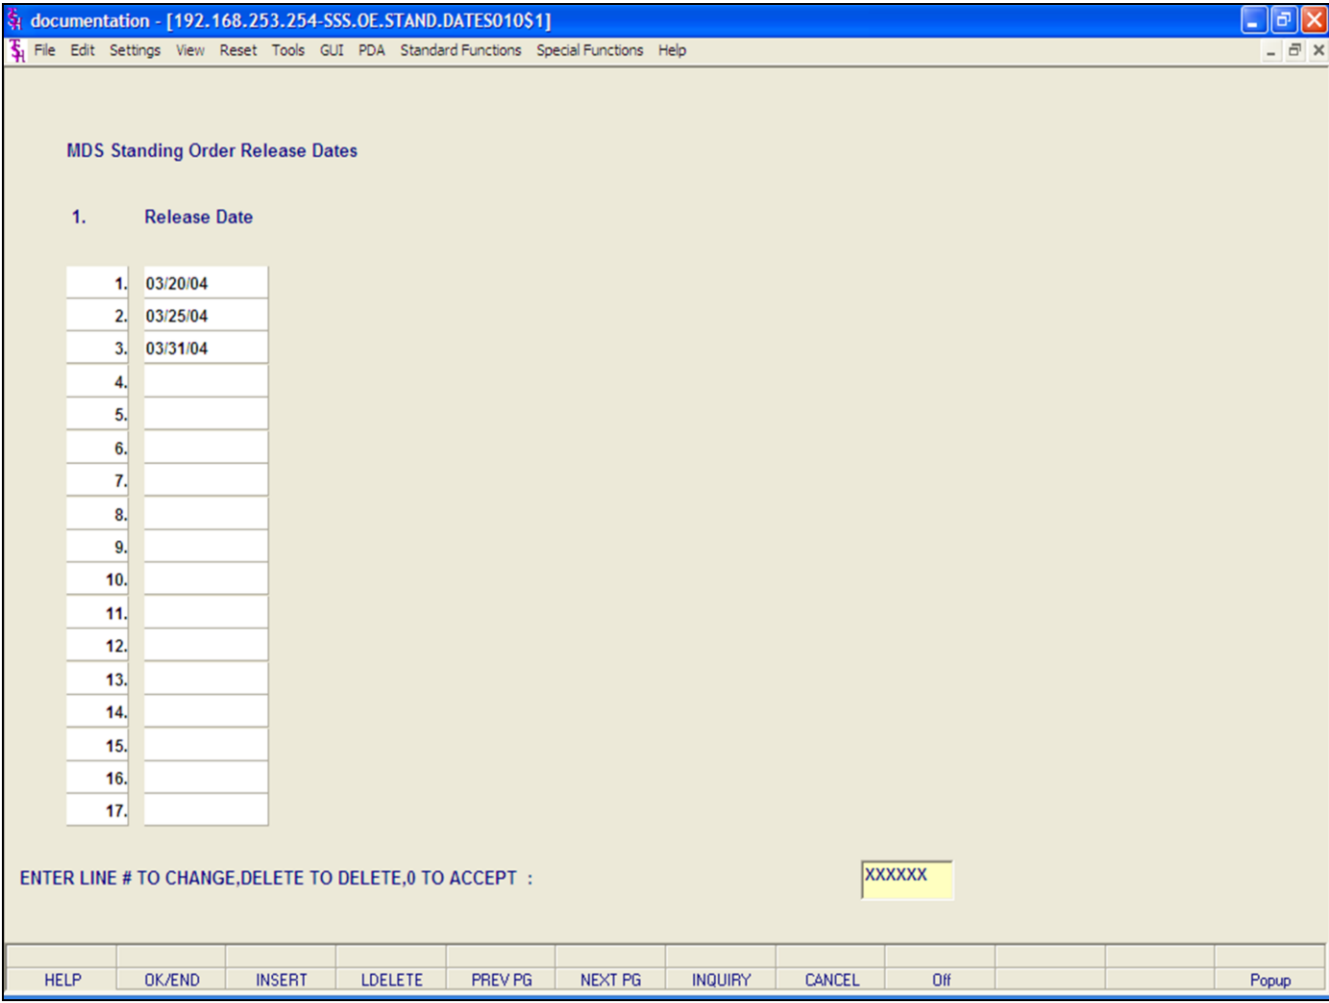 documentation - [192.168.253.254-SSS.OE.STAND.DATES010$1]
File Edit Settings View Reset Tools GUI PDA Standard Functions Special Functions Help
MDS Standing Order Release Dates
1. Release Date
1. 03/20/04
2. 03/25/04
3. 03/31/04
4.
5.
6.
7.
8.
9.
10.
11.
12.
13.
14.
15.
16.
17.
ENTER LINE # TO CHANGE,DELETE TO DELETE,0 TO ACCEPT : XXXXXX
HELP OK/END INSERT LDELETE PREV PG NEXT PG INQUIRY CANCEL Off Popup